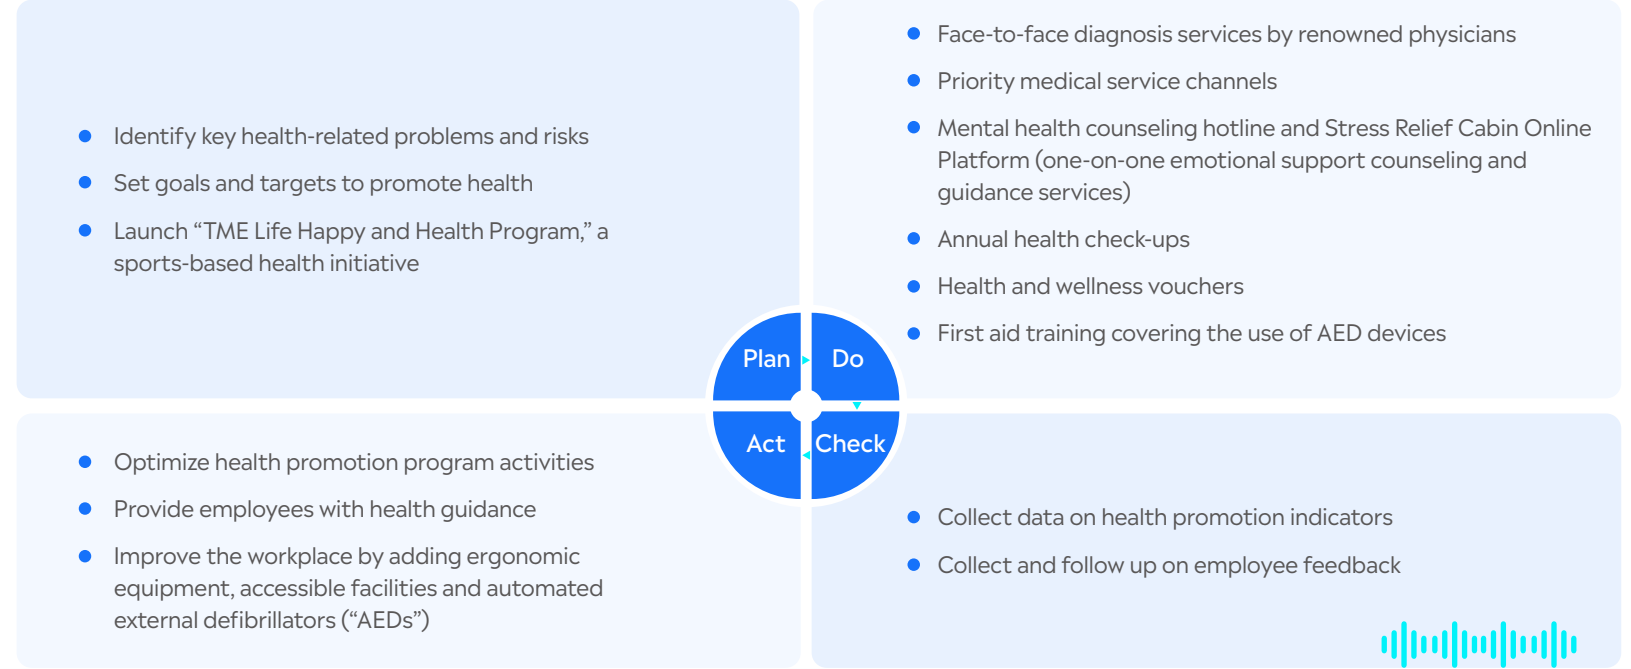 Identify key health-related problems and risks
Set goals and targets to promote health
Launch “TME Life Happy and Health Program,” a
sports-based health initiative
Face-to-face diagnosis services by renowned physicians
Priority medical service channels
Mental health counseling hotline and Stress Relief Cabin Online
Platform (one-on-one emotional support counseling and
guidance services)
Annual health check-ups
Health and wellness vouchers
First aid training covering the use of AED devices
Plan
Do
Act
Check
Optimize health promotion program activities
Provide employees with health guidance
Improve the workplace by adding ergonomic
equipment, accessible facilities and automated
external defibrillators (“AEDs”)
Collect data on health promotion indicators
Collect and follow up on employee feedback